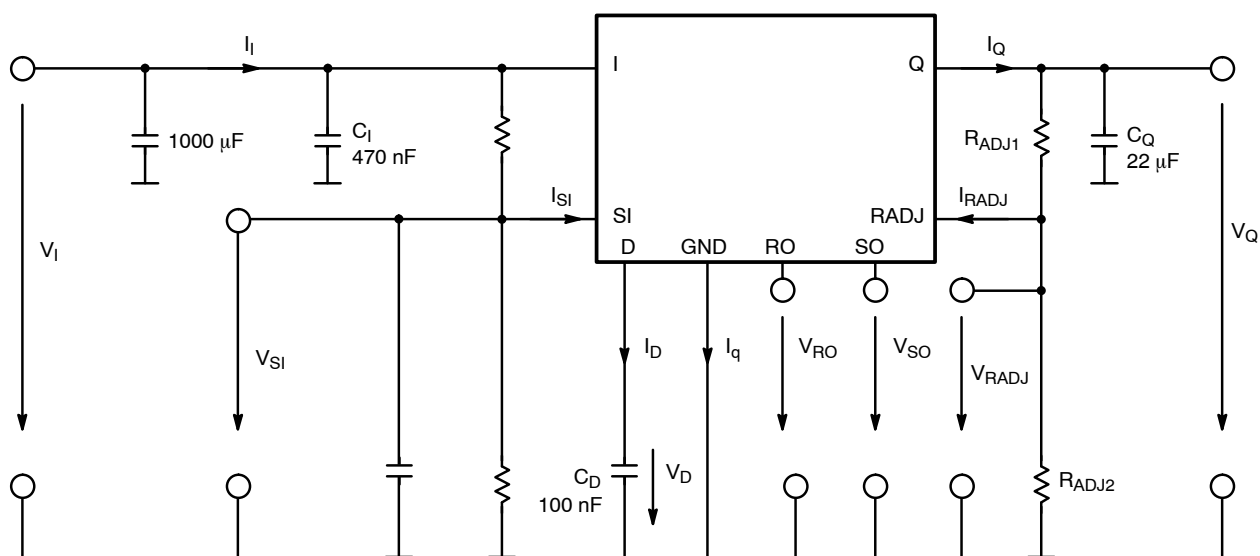 I_I
I
Q
I_Q
1000 μF
C_I
470 nF
R_ADJ1
C_Q
22 μF
I_SI
SI
RADJ
I_RADJ
D
GND
RO
SO
V_I
V_Q
V_SI
I_D
I_q
V_RO
V_SO
V_RADJ
C_D
100 nF
V_D
R_ADJ2